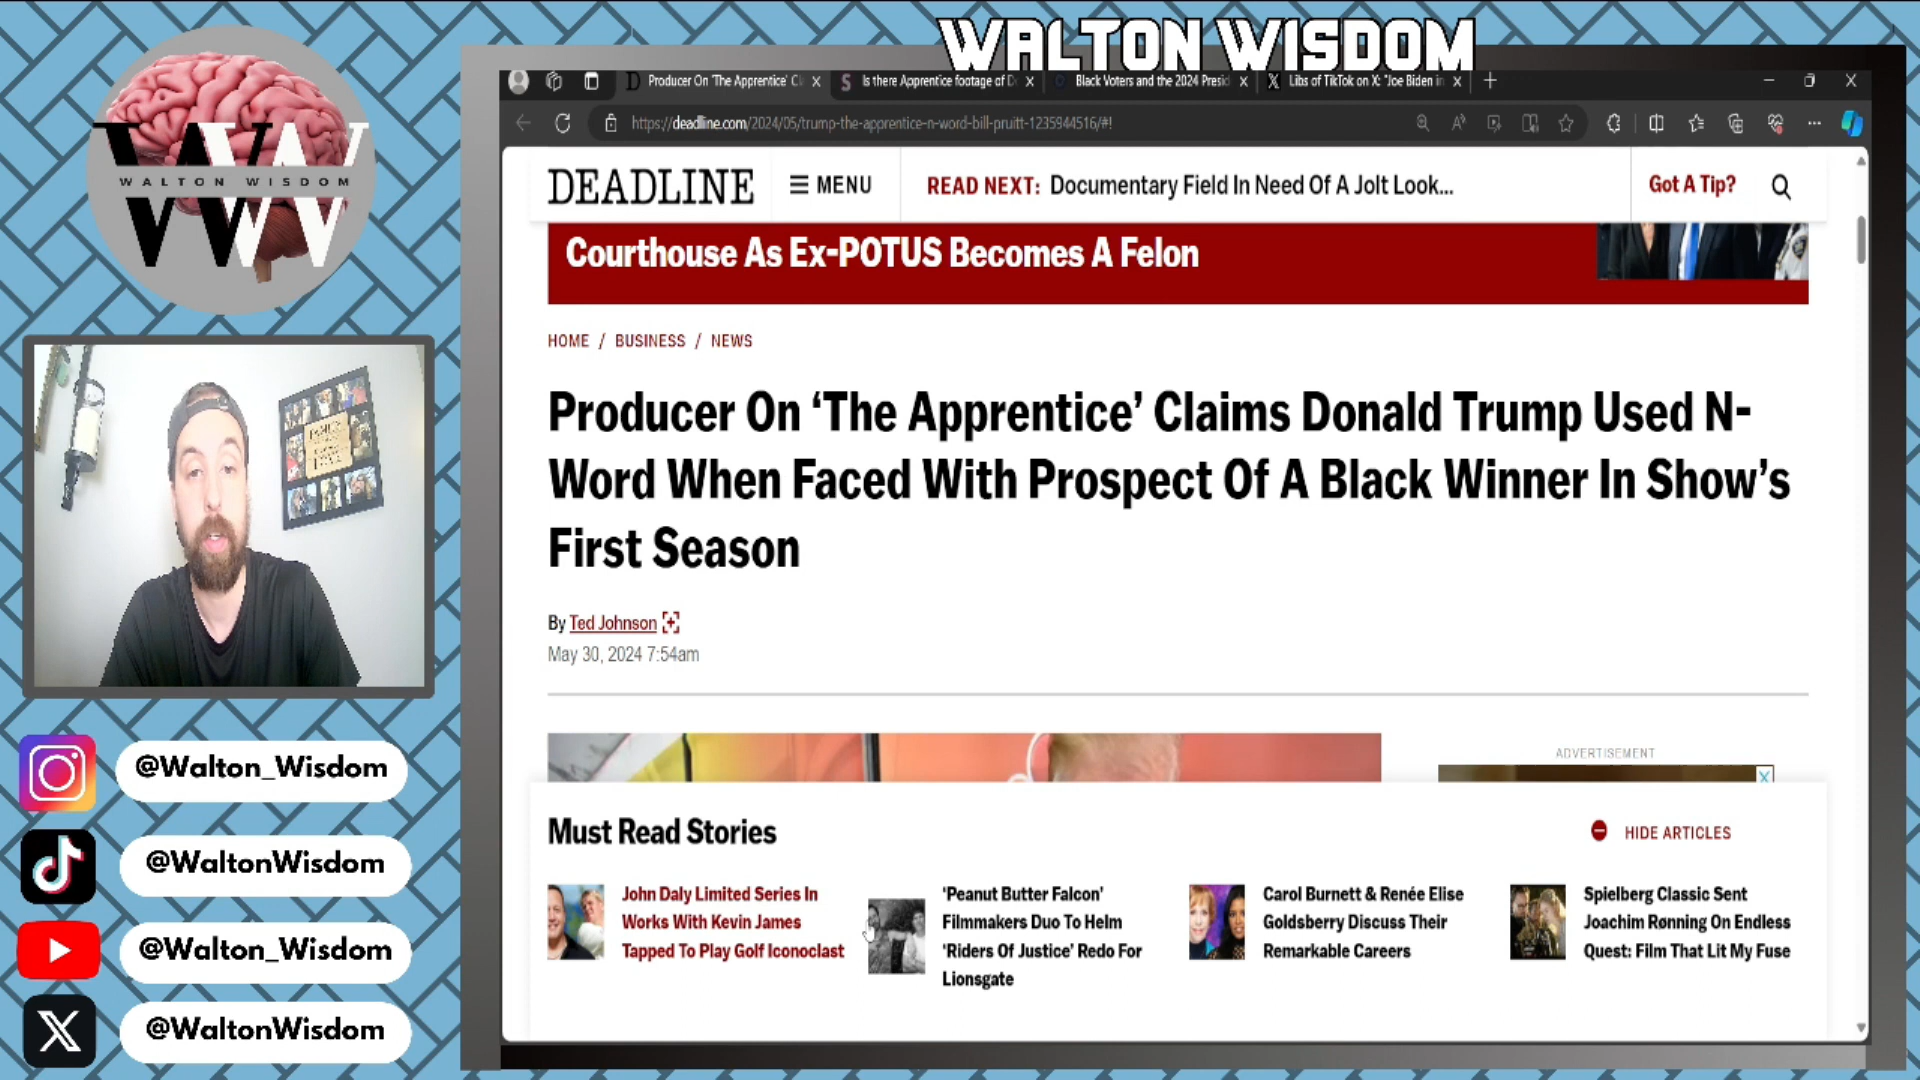 WALTON WISDOM
WALTON WISDOM
Producer On 'The Apprentice' Cl
Is there Apprentice footage of D
Black Voters and the 2024 Presid
Libs of TikTok on X: "Joe Biden in
https://deadline.com/2024/05/trump-the-apprentice-n-word-bill-pruitt-1235944516/#!
DEADLINE
MENU
READ NEXT: Documentary Field In Need Of A Jolt Look...
Got A Tip?
Courthouse As Ex-POTUS Becomes A Felon
HOME / BUSINESS / NEWS
Producer On ‘The Apprentice’ Claims Donald Trump Used N-
Word When Faced With Prospect Of A Black Winner In Show’s
First Season
By Ted Johnson
May 30, 2024 7:54am
ADVERTISEMENT
Must Read Stories
HIDE ARTICLES
John Daly Limited Series In
Works With Kevin James
Tapped To Play Golf Iconoclast
‘Peanut Butter Falcon’
Filmmakers Duo To Helm
‘Riders Of Justice’ Redo For
Lionsgate
Carol Burnett & Renée Elise
Goldsberry Discuss Their
Remarkable Careers
Spielberg Classic Sent
Joachim Rønning On Endless
Quest: Film That Lit My Fuse
@Walton_Wisdom
@WaltonWisdom
@Walton_Wisdom
@WaltonWisdom